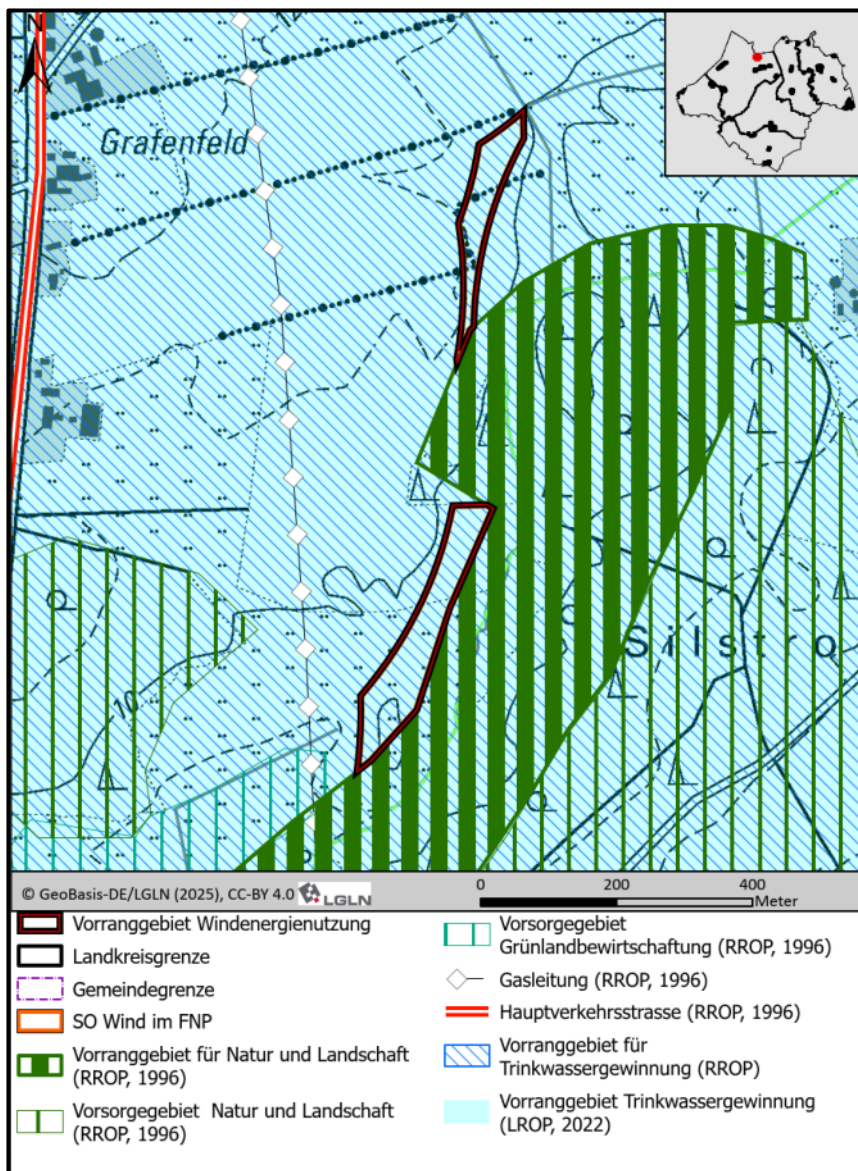 N
Grafenfeld
Silstro
10
© GeoBasis-DE/LGLN (2025), CC-BY 4.0 LGLN
0 200 400
Meter
Vorranggebiet Windenergienutzung
Landkreisgrenze
Gemeindegrenze
SO Wind im FNP
Vorranggebiet für Natur und Landschaft
(RROP, 1996)
Vorsorgegebiet Natur und Landschaft
(RROP, 1996)
Vorsorgegebiet
Grünlandbewirtschaftung (RROP, 1996)
Gasleitung (RROP, 1996)
Hauptverkehrsstrasse (RROP, 1996)
Vorranggebiet für
Trinkwassergewinnung (RROP)
Vorranggebiet Trinkwassergewinnung
(LROP, 2022)